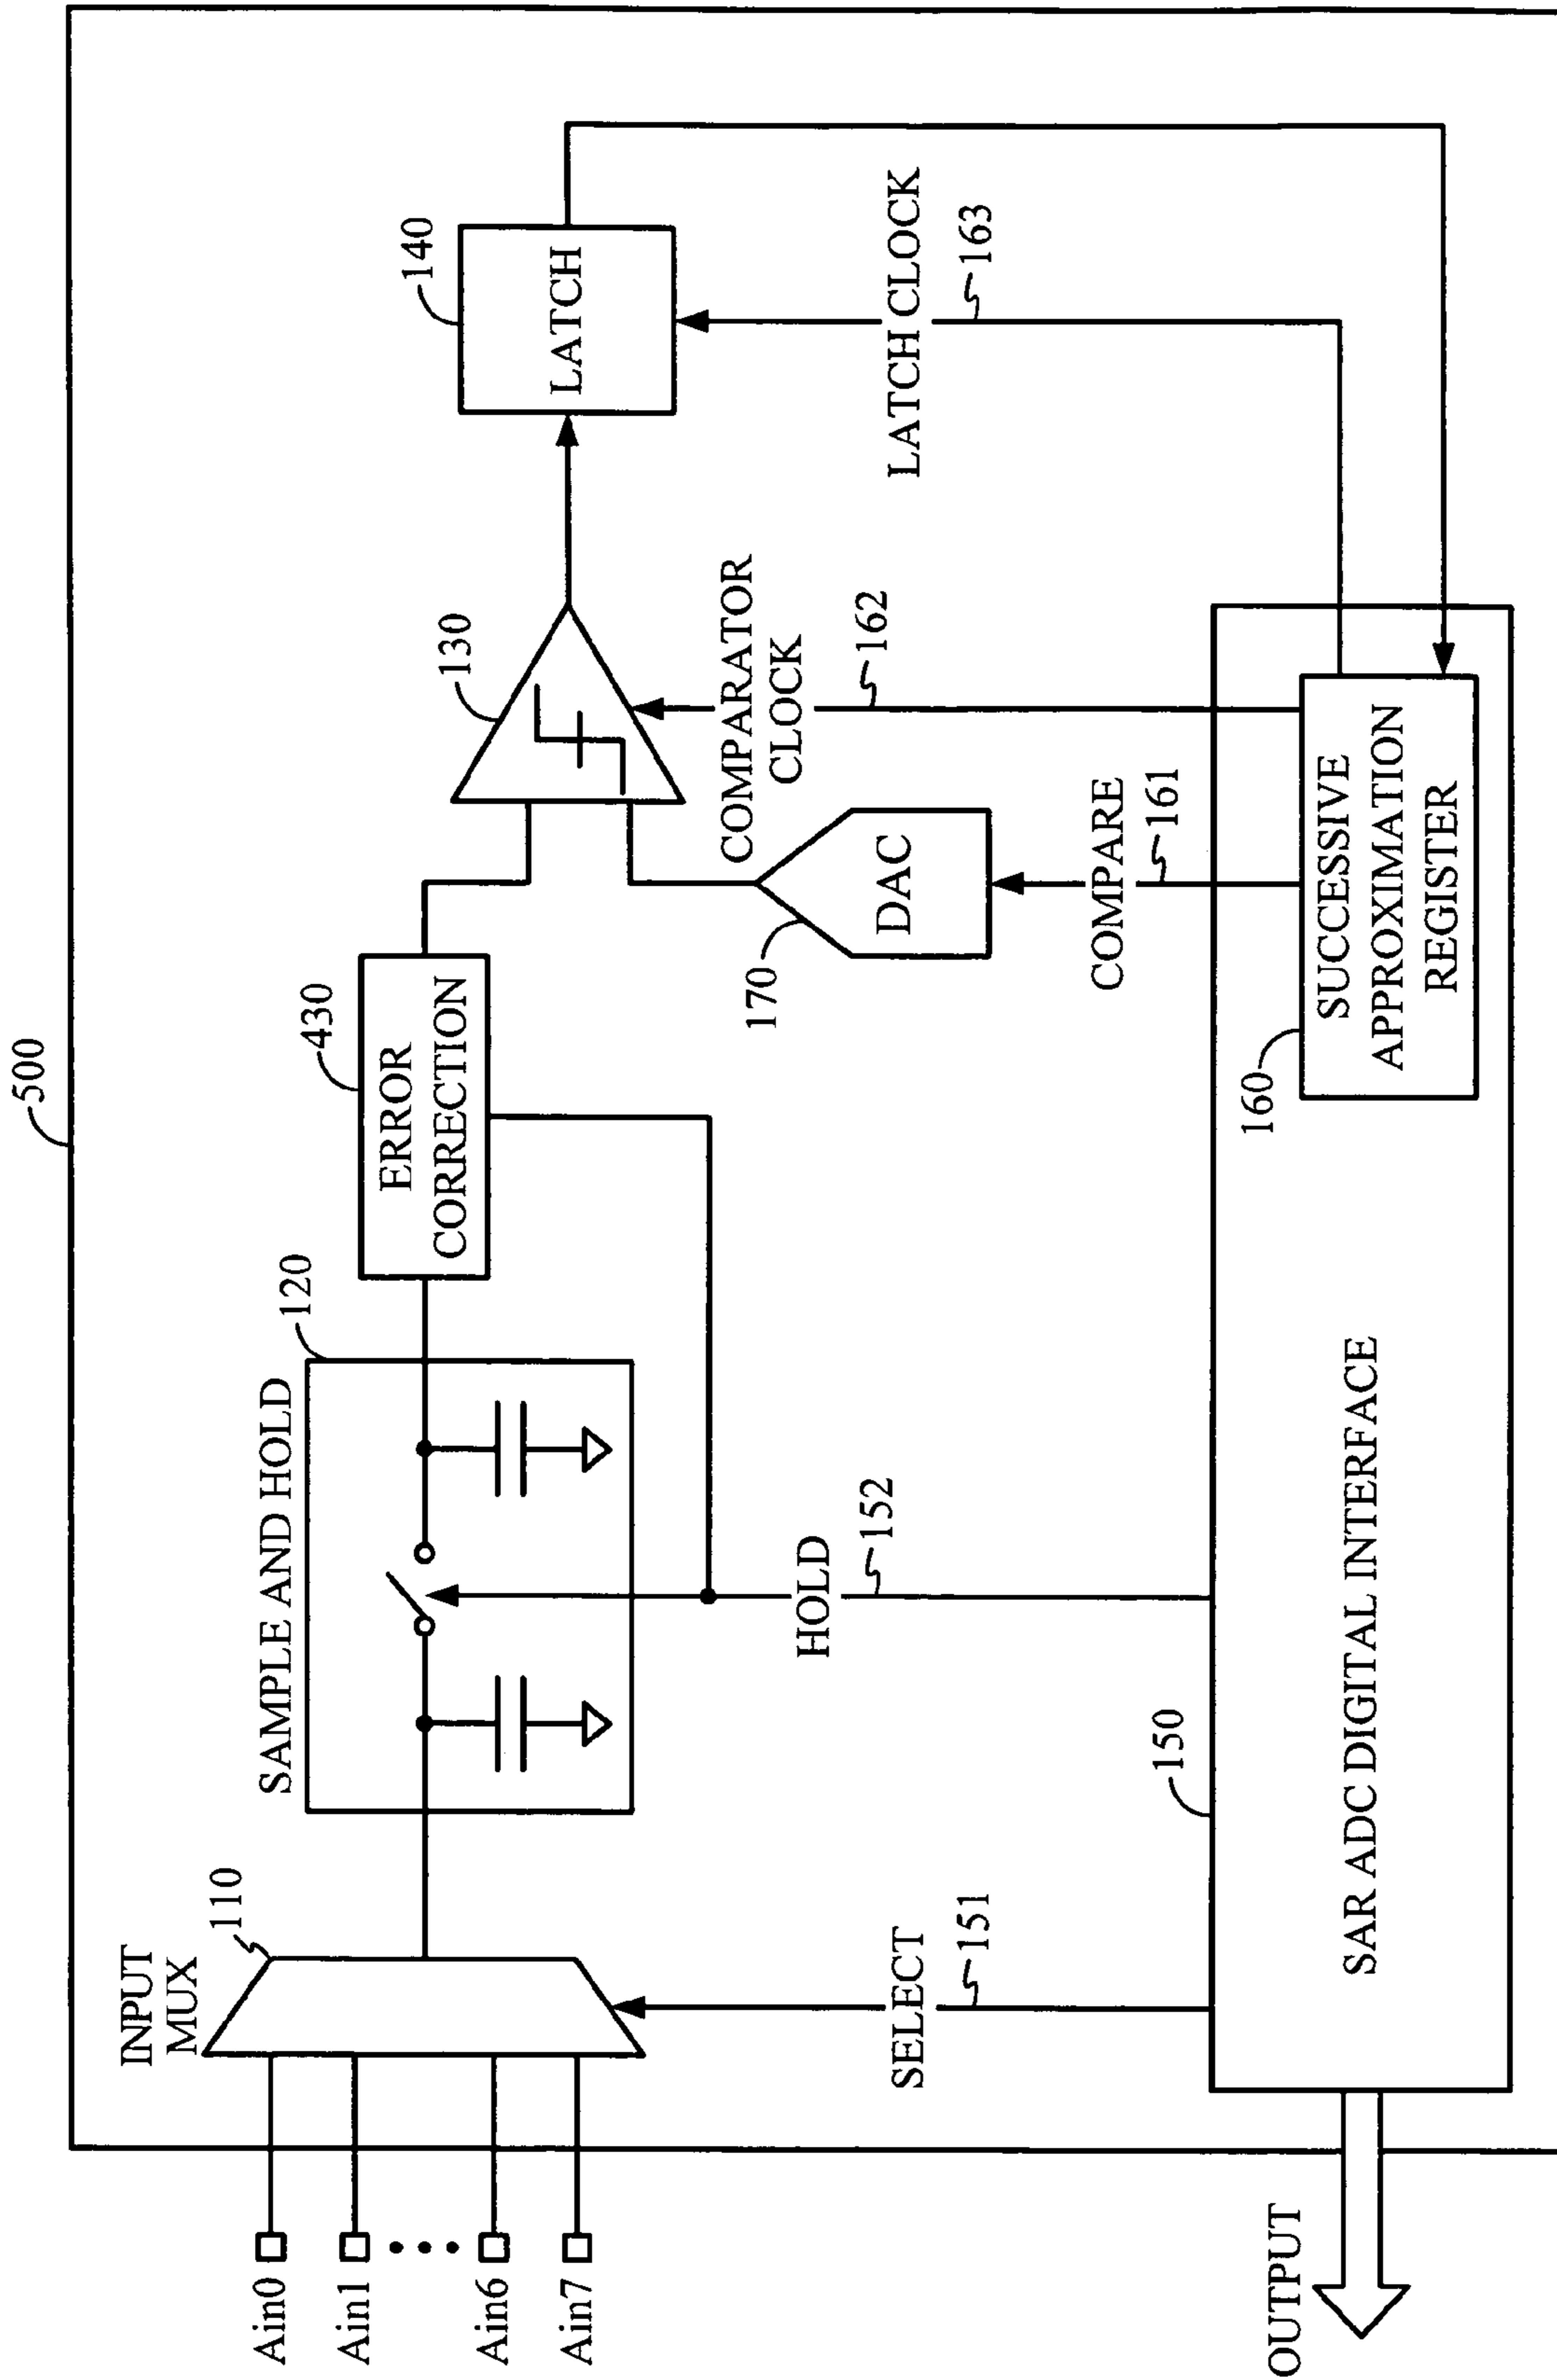 500
INPUT
MUX
110
SAMPLE AND HOLD
120
ERROR
CORRECTION
430
130
140
LATCH
Ain0
Ain1
Ain6
Ain7
170
DAC
COMPARATOR
CLOCK
162
LATCH CLOCK
163
SELECT
151
HOLD
152
COMPARE
161
150
SAR ADC DIGITAL INTERFACE
160
SUCCESSIVE
APPROXIMATION
REGISTER
OUTPUT